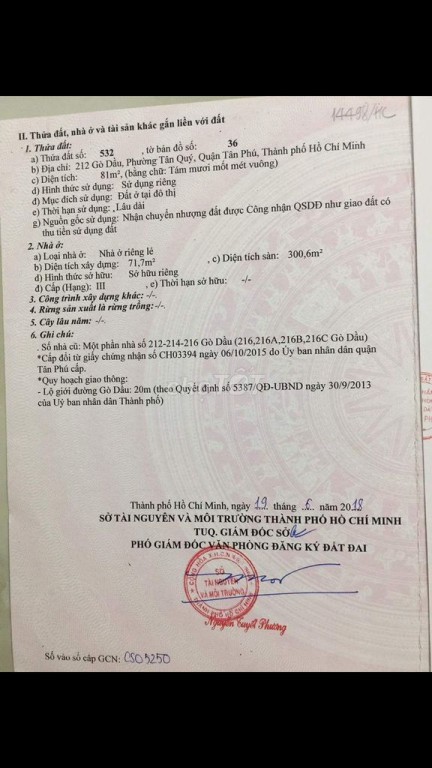 14498/HC
II. Thửa đất, nhà ở và tài sản khác gắn liền với đất
1. Thửa đất:
a) Thửa đất số: 532 , tờ bản đồ số: 36
b) Địa chỉ: 212 Gò Dầu, Phường Tân Quý, Quận Tân Phú, Thành phố Hồ Chí Minh
c) Diện tích: 81m², (bằng chữ: Tám mươi mốt mét vuông)
d) Hình thức sử dụng: Sử dụng riêng
đ) Mục đích sử dụng: Đất ở tại đô thị
e) Thời hạn sử dụng: Lâu dài
g) Nguồn gốc sử dụng: Nhận chuyển nhượng đất được Công nhận QSDĐ như giao đất có
thu tiền sử dụng đất
2. Nhà ở:
a) Loại nhà ở: Nhà ở riêng lẻ
b) Diện tích xây dựng: 71,7m² , c) Diện tích sàn: 300,6m²
d) Hình thức sở hữu: Sở hữu riêng
đ) Cấp (Hạng): III , e) Thời hạn sở hữu: -/-
3. Công trình xây dựng khác: -/-.
4. Rừng sản xuất là rừng trồng:-/-.
5. Cây lâu năm: -/-.
6. Ghi chú:
. Số nhà cũ: Một phần nhà số 212-214-216 Gò Dầu (216,216A,216B,216C Gò Dầu)
*Cấp đổi từ giấy chứng nhận số CH03394 ngày 06/10/2015 do Ủy ban nhân dân quận
Tân Phú cấp.
*Quy hoạch giao thông:
- Lộ giới đường Gò Dầu: 20m (theo Quyết định số 5387/QĐ-UBND ngày 30/9/2013
của Uỷ ban nhân dân Thành phố)
Thành phố Hồ Chí Minh, ngày 19 tháng 6 năm 2018
SỞ TÀI NGUYÊN VÀ MÔI TRƯỜNG THÀNH PHỐ HỒ CHÍ MINH
TUQ. GIÁM ĐỐC SỞ
PHÓ GIÁM ĐỐC VĂN PHÒNG ĐĂNG KÝ ĐẤT ĐAI
SỞ
TÀI NGUYÊN
VÀ MÔI TRƯỜNG
Nguyễn Tuyết Phương
Số vào sổ cấp GCN: CS05250